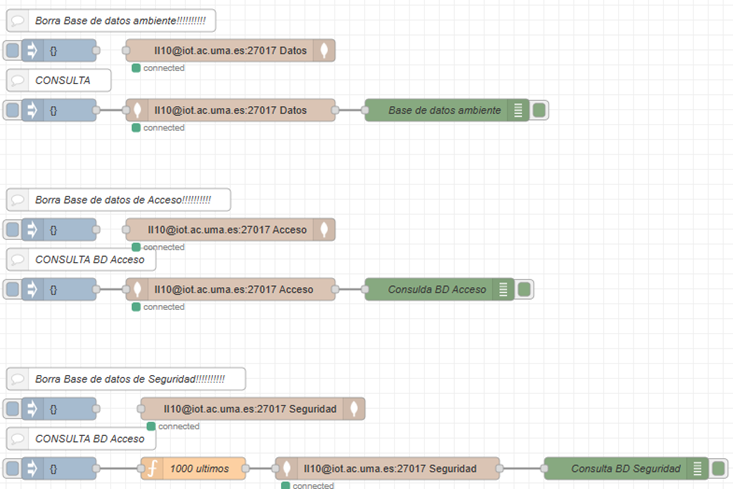 Borra Base de datos ambiente!!!!!!!!!!
{}
II10@iot.ac.uma.es:27017 Datos
connected
CONSULTA
{}
II10@iot.ac.uma.es:27017 Datos
Base de datos ambiente
connected
Borra Base de datos de Acceso!!!!!!!!!!
{}
II10@iot.ac.uma.es:27017 Acceso
connected
CONSULTA BD Acceso
{}
II10@iot.ac.uma.es:27017 Acceso
Consulda BD Acceso
connected
Borra Base de datos de Seguridad!!!!!!!!!!
{}
II10@iot.ac.uma.es:27017 Seguridad
connected
CONSULTA BD Acceso
{}
1000 ultimos
II10@iot.ac.uma.es:27017 Seguridad
Consulta BD Seguridad
connected